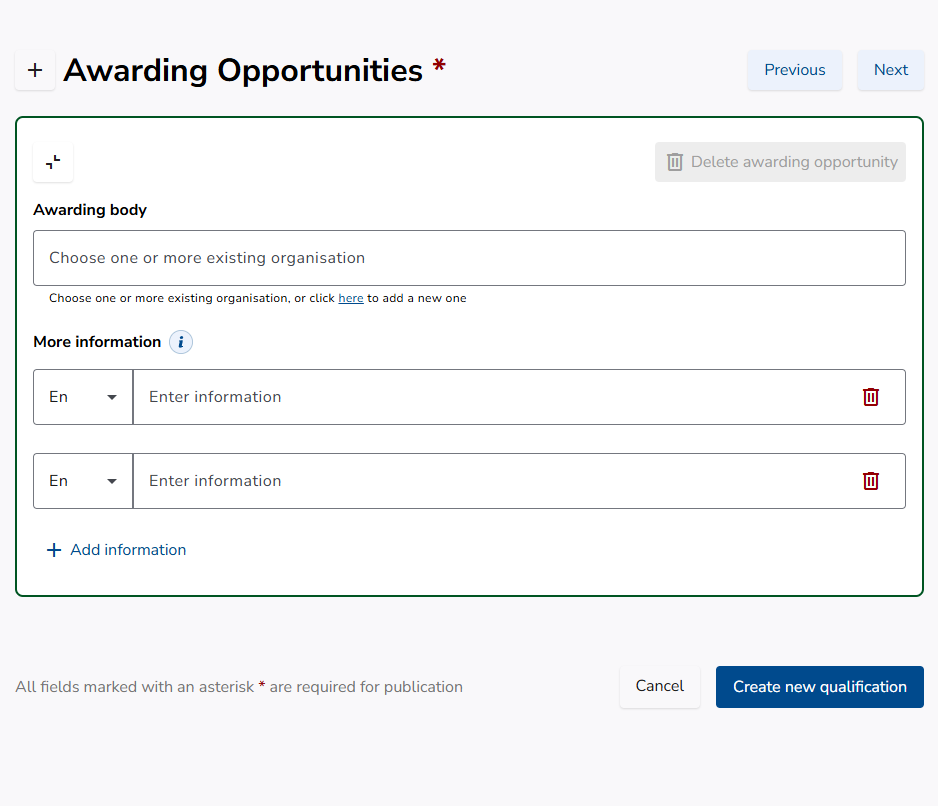 + Awarding Opportunities *
Previous
Next
Delete awarding opportunity
Awarding body
Choose one or more existing organisation
Choose one or more existing organisation, or click here to add a new one
More information i
En
Enter information
En
Enter information
+ Add information
All fields marked with an asterisk * are required for publication
Cancel
Create new qualification